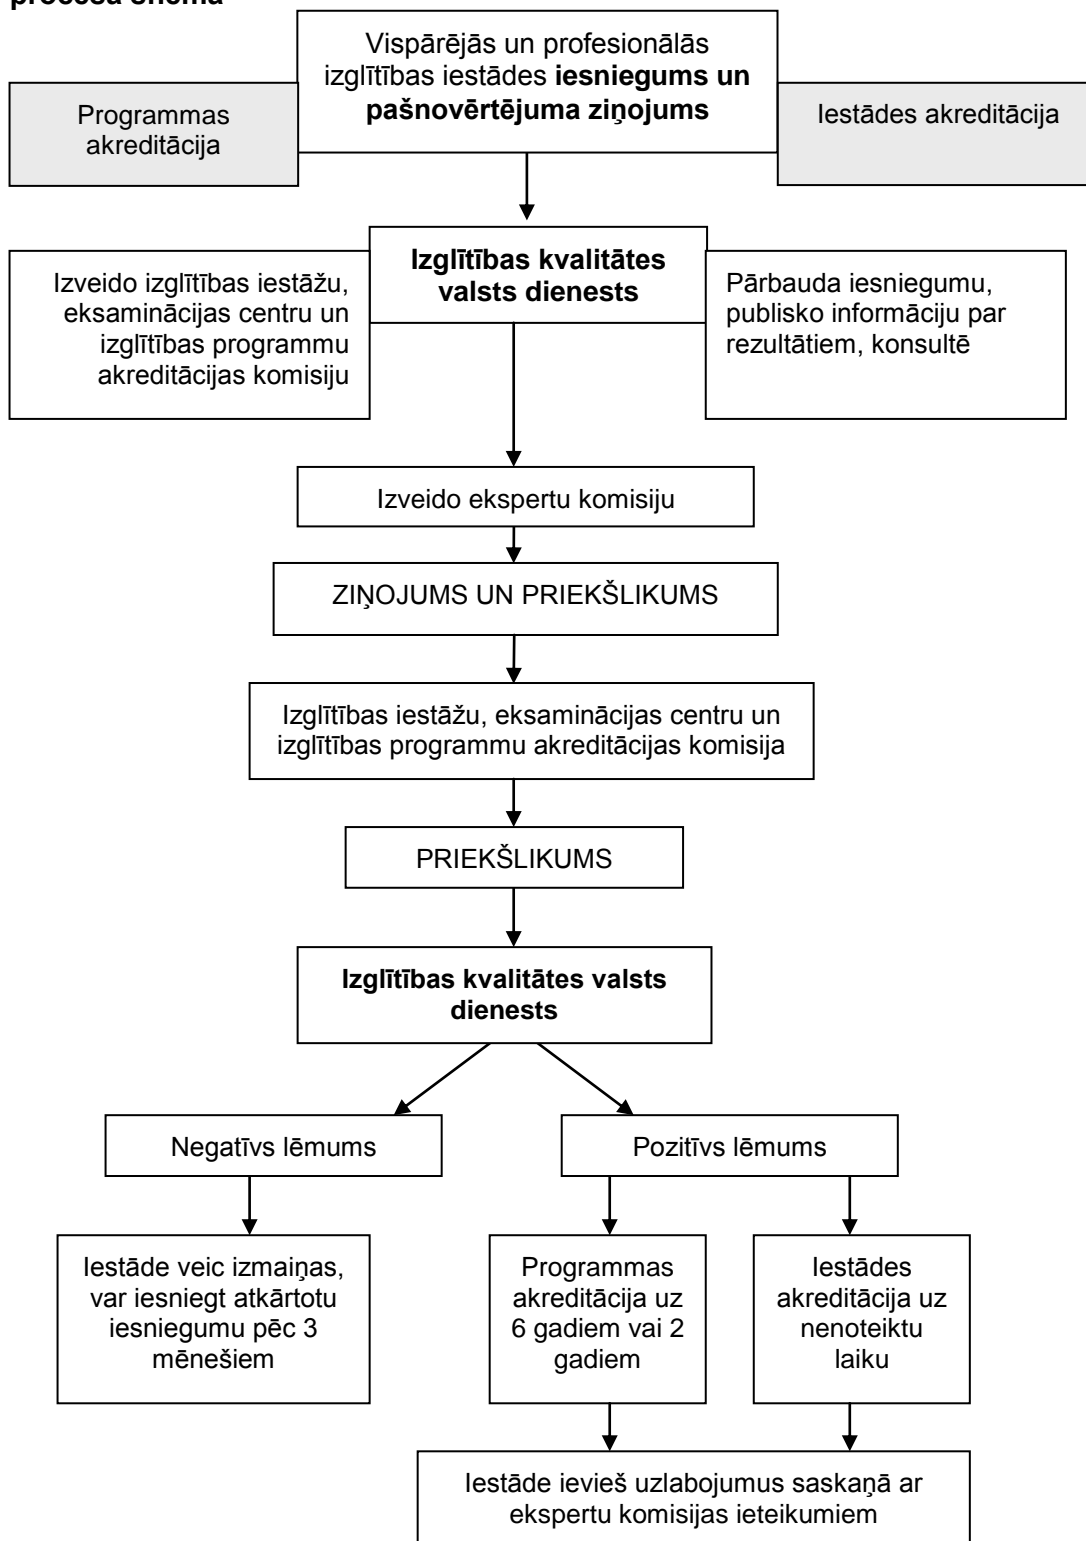 procesa shēma
Vispārējās un profesionālās
izglītības iestādes iesniegums un
pašnovērtējuma ziņojums
Programmas
akreditācija
Iestādes akreditācija
Izglītības kvalitātes
valsts dienests
Izveido izglītības iestāžu,
eksaminācijas centru un
izglītības programmu
akreditācijas komisiju
Pārbauda iesniegumu,
publisko informāciju par
rezultātiem, konsultē
Izveido ekspertu komisiju
ZIŅOJUMS UN PRIEKŠLIKUMS
Izglītības iestāžu, eksaminācijas centru un
izglītības programmu akreditācijas komisija
PRIEKŠLIKUMS
Izglītības kvalitātes valsts
dienests
Negatīvs lēmums
Pozitīvs lēmums
Iestāde veic izmaiņas,
var iesniegt atkārtotu
iesniegumu pēc 3
mēnešiem
Programmas
akreditācija uz
6 gadiem vai 2
gadiem
Iestādes
akreditācija uz
nenoteiktu
laiku
Iestāde ievieš uzlabojumus saskaņā ar
ekspertu komisijas ieteikumiem